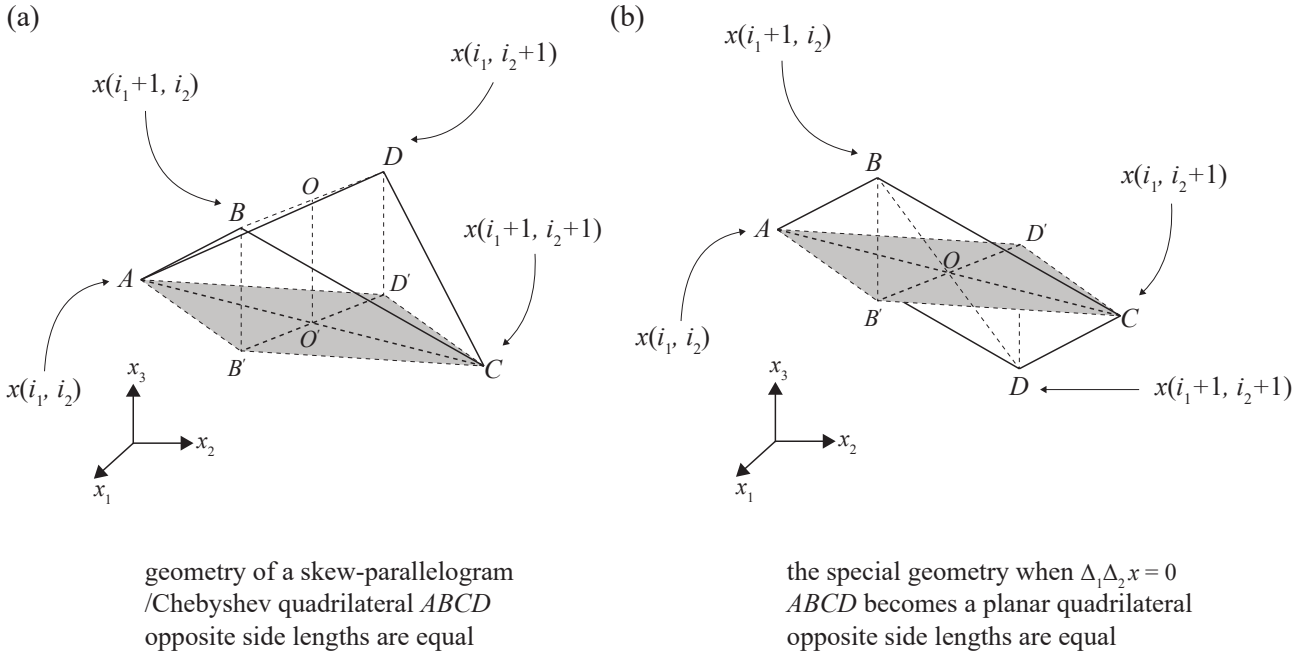 (a)
x(i₁, i₂+1)
x(i₁+1, i₂)
D
O
B
x(i₁+1, i₂+1)
A
D′
O′
B′
C
x(i₁, i₂)
x₃
x₂
x₁
geometry of a skew-parallelogram
/Chebyshev quadrilateral ABCD
opposite side lengths are equal
(b)
x(i₁+1, i₂)
B
x(i₁, i₂+1)
A
D′
O
B′
C
x(i₁, i₂)
D
x(i₁+1, i₂+1)
x₃
x₂
x₁
the special geometry when Δ₁Δ₂x = 0
ABCD becomes a planar quadrilateral
opposite side lengths are equal